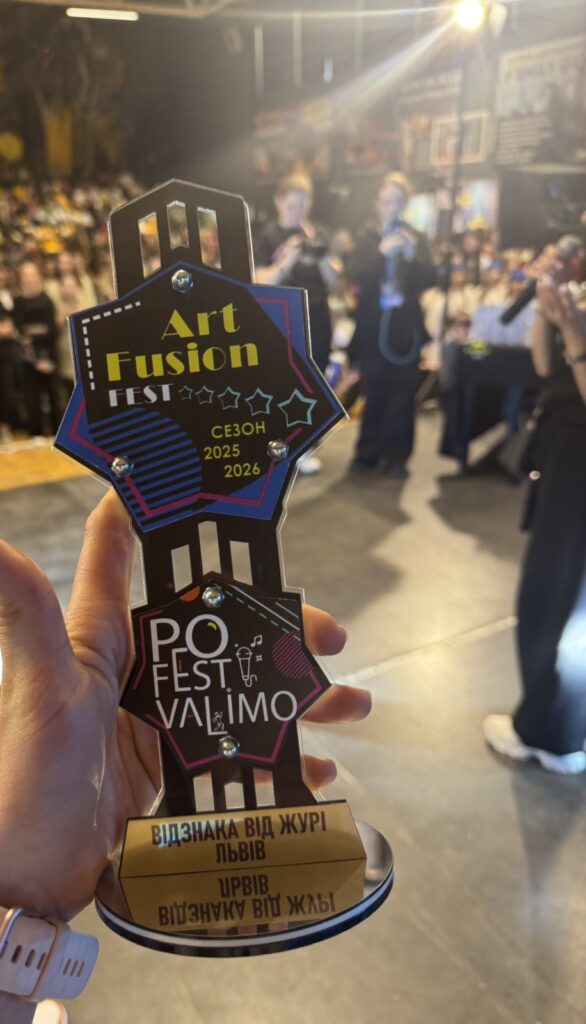 Art
Fusion
FEST
СЕЗОН
2025
2026
PO
FEST
VALIMO
ВІДЗНАКА ВІД ЖУРІ
ЛЬВІВ